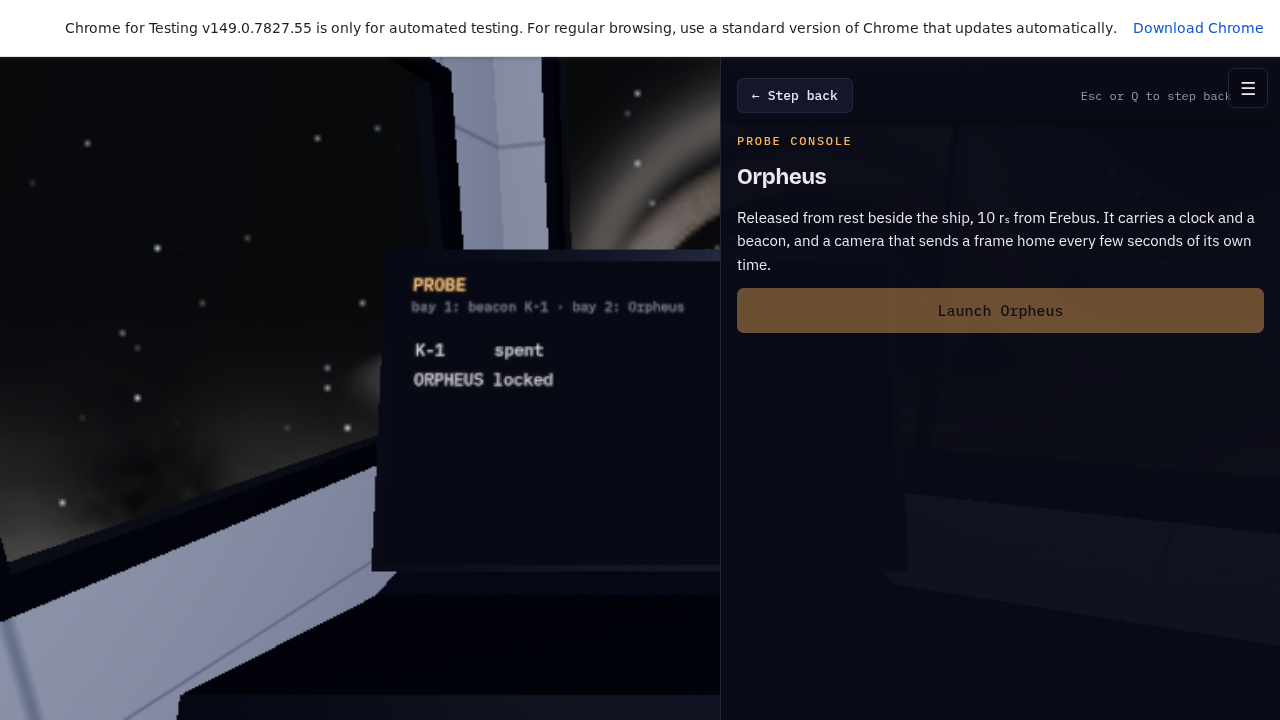 Chrome for Testing v149.0.7827.55 is only for automated testing. For regular browsing, use a standard version of Chrome that updates automatically. Download Chrome
← Step back
Esc or Q to step back
☰
PROBE CONSOLE
Orpheus
Released from rest beside the ship, 10 rₛ from Erebus. It carries a clock and a
beacon, and a camera that sends a frame home every few seconds of its own
time.
Launch Orpheus
PROBE
bay 1: beacon K-1 · bay 2: Orpheus
K-1 spent
ORPHEUS locked